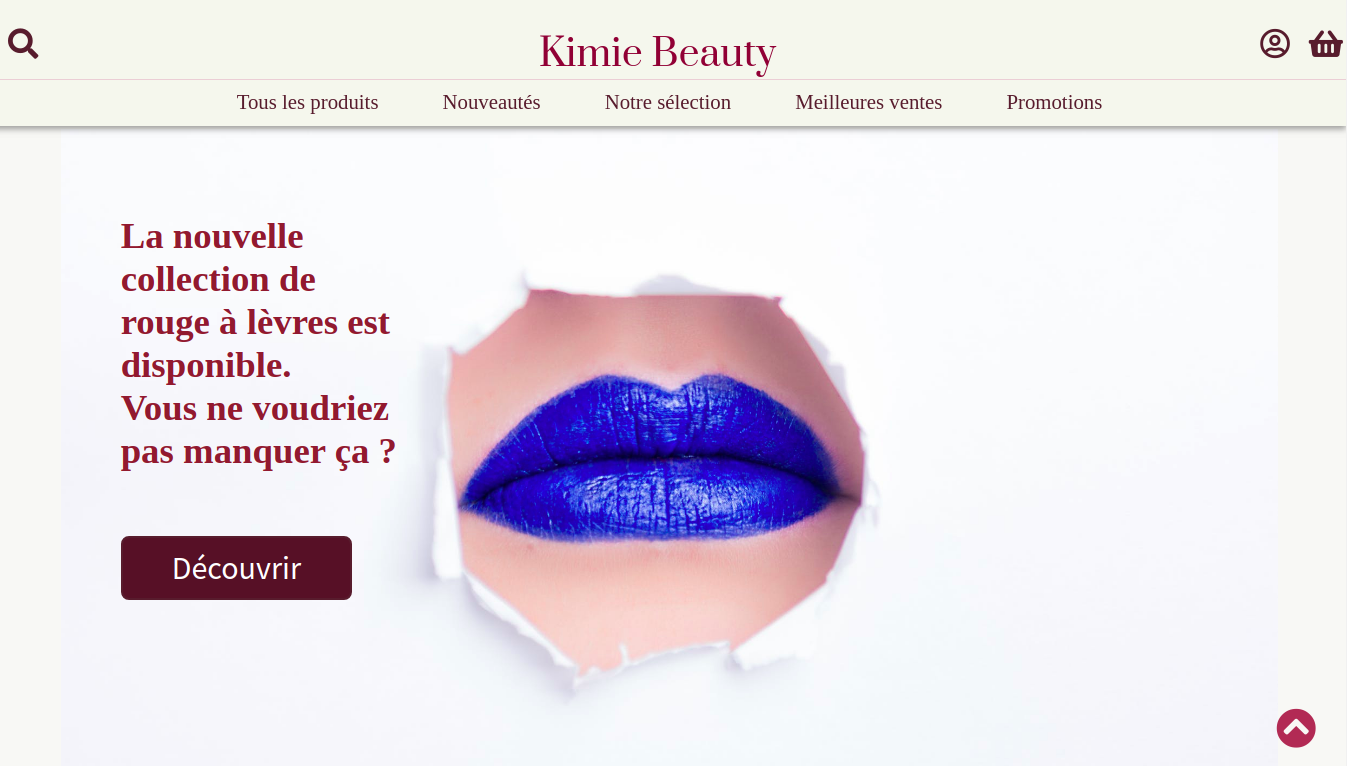 Kimie Beauty
Tous les produits Nouveautés Notre sélection Meilleures ventes Promotions
La nouvelle
collection de
rouge à lèvres est
disponible.
Vous ne voudriez
pas manquer ça ?
Découvrir